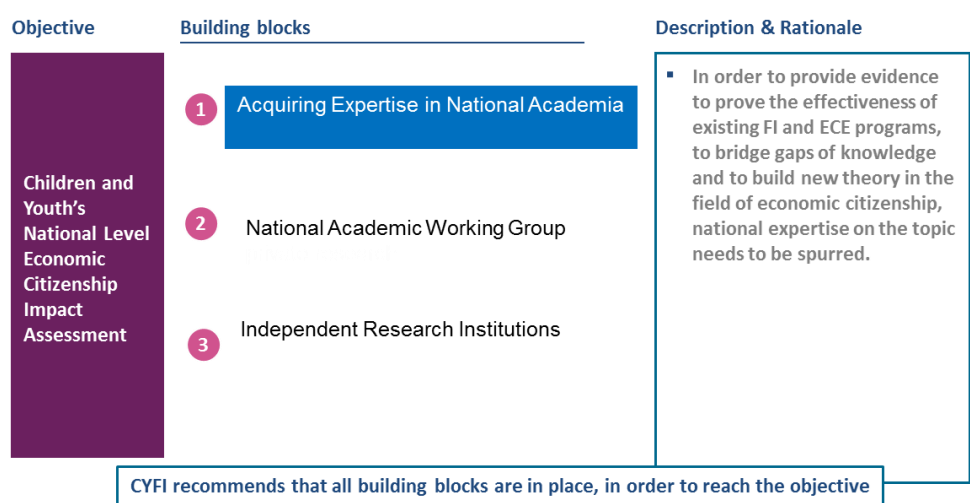 Objective
Building blocks
Description & Rationale
Children and
Youth’s
National Level
Economic
Citizenship
Impact
Assessment
1
Acquiring Expertise in National Academia
2
National Academic Working Group
3
Independent Research Institutions
▪ In order to provide evidence
to prove the effectiveness of
existing FI and ECE programs,
to bridge gaps of knowledge
and to build new theory in the
field of economic citizenship,
national expertise on the topic
needs to be spurred.
CYFI recommends that all building blocks are in place, in order to reach the objective